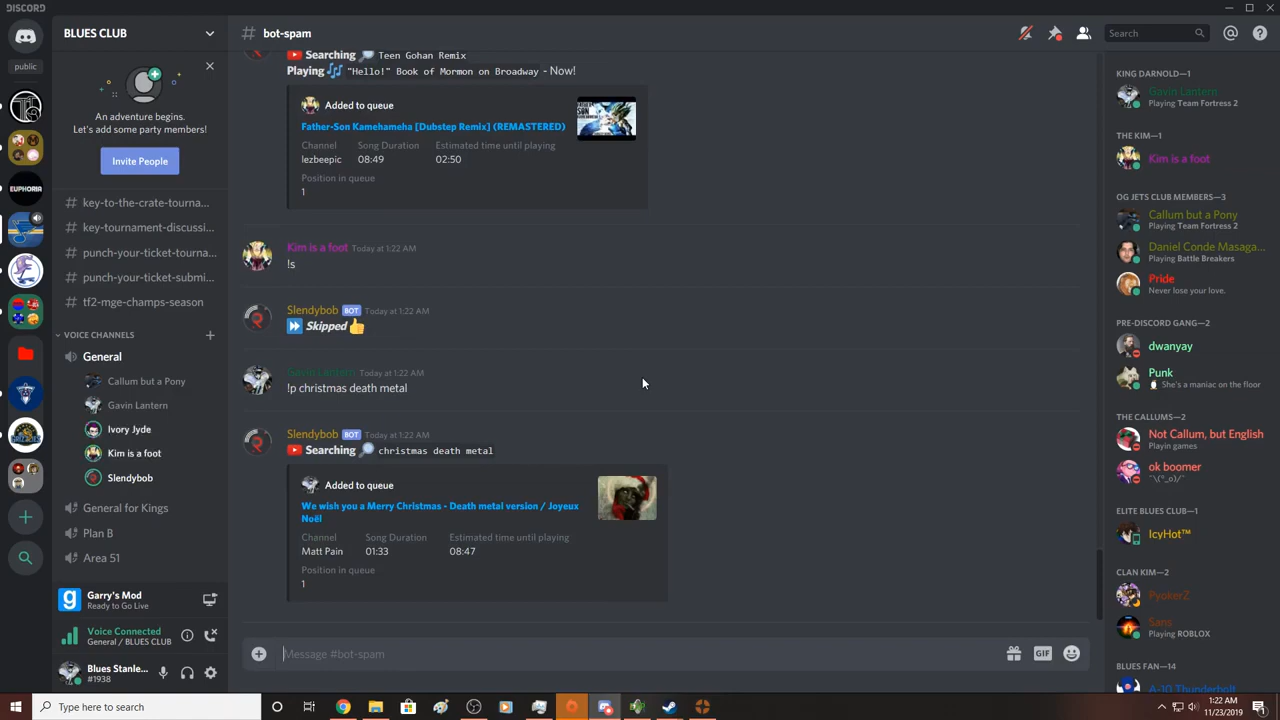 DISCORD
BLUES CLUB
# bot-spam
Search
public
An adventure begins.
Let's add some party members!
Invite People
EUPHORIA
# key-to-the-crate-tourna...
# key-tournament-discussi...
# punch-your-ticket-tourna...
# punch-your-ticket-submi...
# tf2-mge-champs-season
VOICE CHANNELS
General
Callum but a Pony
Gavin Lantern
Ivory Jyde
Kim is a foot
Slendybob
General for Kings
Plan B
Area 51
Garry's Mod
Ready to Go Live
Voice Connected
General / BLUES CLUB
Blues Stanle...
#1938
Searching Teen Gohan Remix
Playing "Hello!" Book of Mormon on Broadway - Now!
Added to queue
Father-Son Kamehameha [Dubstep Remix] (REMASTERED)
Channel Song Duration Estimated time until playing
lezbeepic 08:49 02:50
Position in queue
1
Kim is a foot Today at 1:22 AM
!s
Slendybob BOT Today at 1:22 AM
Skipped
Gavin Lantern Today at 1:22 AM
!p christmas death metal
Slendybob BOT Today at 1:22 AM
Searching christmas death metal
Added to queue
We wish you a Merry Christmas - Death metal version / Joyeux
Noël
Channel Song Duration Estimated time until playing
Matt Pain 01:33 08:47
Position in queue
1
Message #bot-spam
GIF
KING DARNOLD—1
Gavin Lantern
Playing Team Fortress 2
THE KIM—1
Kim is a foot
OG JETS CLUB MEMBERS—3
Callum but a Pony
Playing Team Fortress 2
Daniel Conde Masaga...
Playing Battle Breakers
Pride
Never lose your love.
PRE-DISCORD GANG—2
dwanyay
Punk
She's a maniac on the floor
THE CALLUMS—2
Not Callum, but English
Playin games
ok boomer
"\(*_o)/"
ELITE BLUES CLUB—1
IcyHot™
CLAN KIM—2
PyokerZ
Sans
Playing ROBLOX
BLUES FAN—14
A-10 Thunderbolt
Type here to search
1:22 AM
11/23/2019